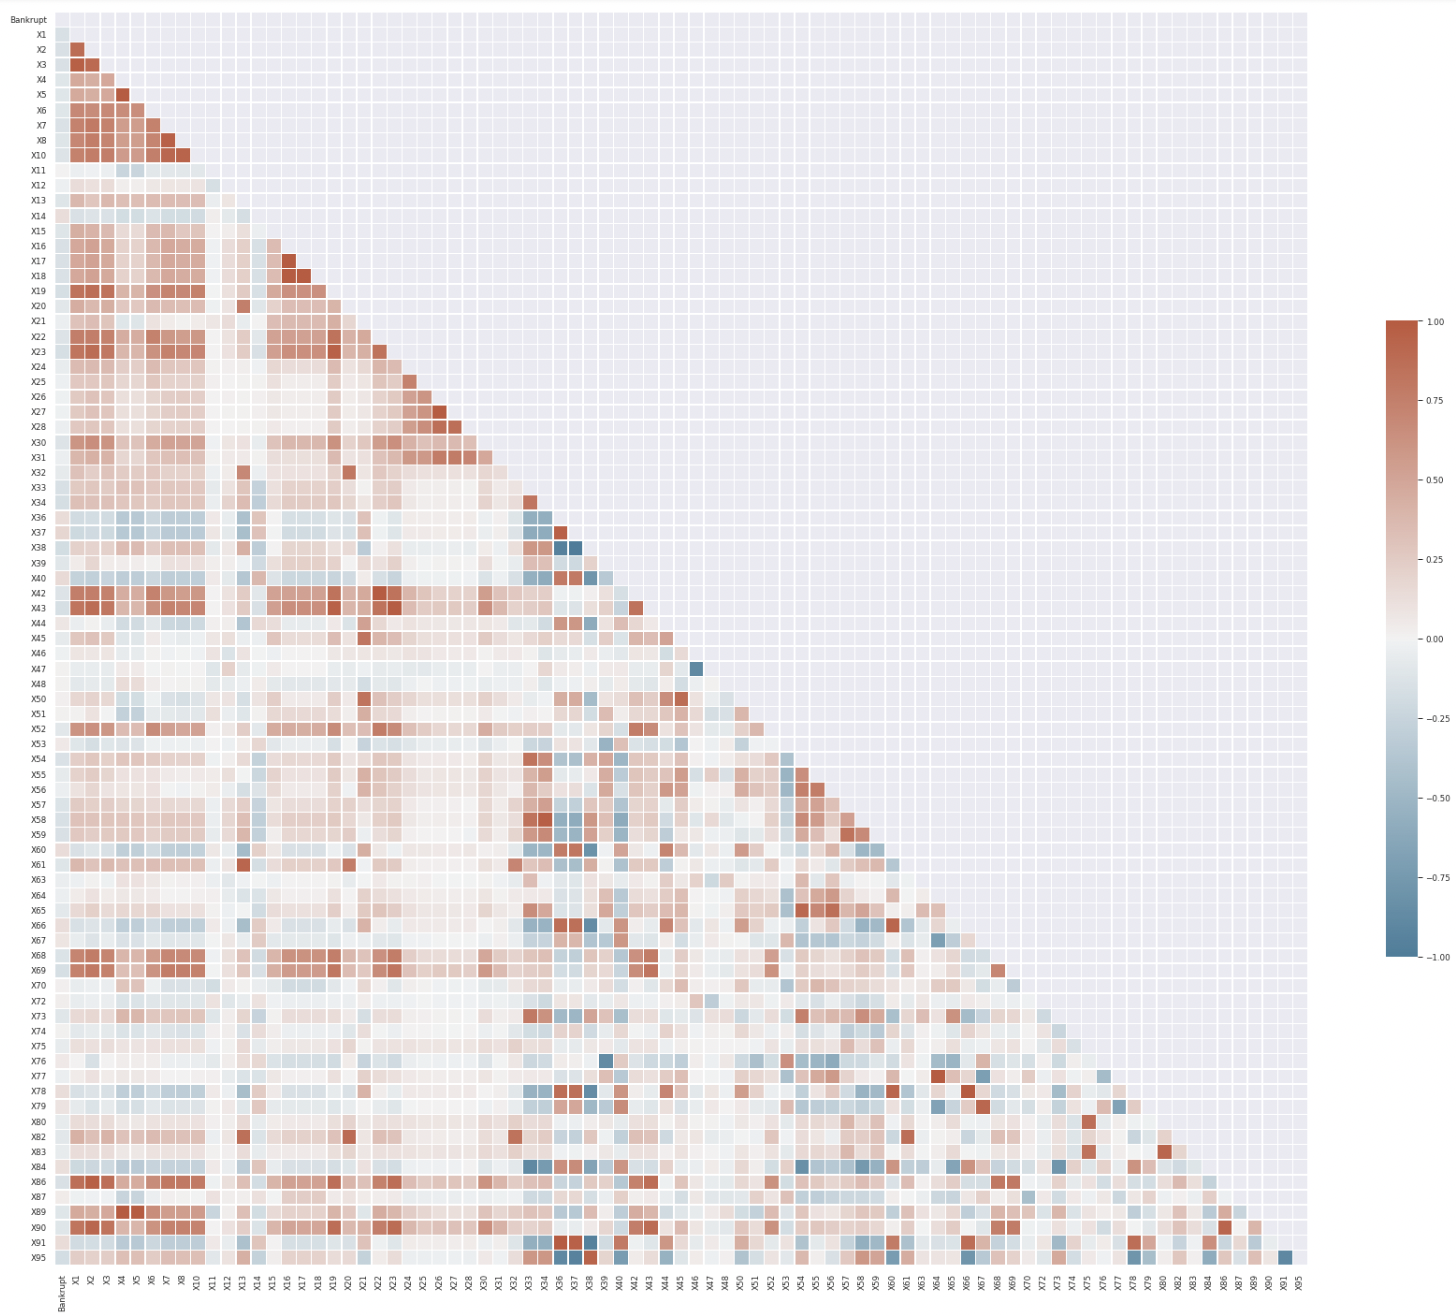 Bankrupt
X1
X2
X3
X4
X5
X6
X7
X8
X10
X11
X12
X13
X14
X15
X16
X17
X18
X19
X20
X21
X22
X23
X24
X25
X26
X27
X28
X30
X31
X32
X33
X34
X36
X37
X38
X39
X40
X42
X43
X44
X45
X46
X47
X48
X50
X51
X52
X53
X54
X55
X56
X57
X58
X59
X60
X61
X63
X64
X65
X66
X67
X68
X69
X70
X72
X73
X74
X75
X76
X77
X78
X79
X80
X82
X83
X84
X86
X87
X89
X90
X91
X95
Bankrupt X1 X2 X3 X4 X5 X6 X7 X8 X10 X11 X12 X13 X14 X15 X16 X17 X18 X19 X20 X21 X22 X23 X24 X25 X26 X27 X28 X30 X31 X32 X33 X34 X36 X37 X38 X39 X40 X42 X43 X44 X45 X46 X47 X48 X50 X51 X52 X53 X54 X55 X56 X57 X58 X59 X60 X61 X63 X64 X65 X66 X67 X68 X69 X70 X72 X73 X74 X75 X76 X77 X78 X79 X80 X82 X83 X84 X86 X87 X89 X90 X91 X95
1.00
0.75
0.50
0.25
0.00
−0.25
−0.50
−0.75
−1.00